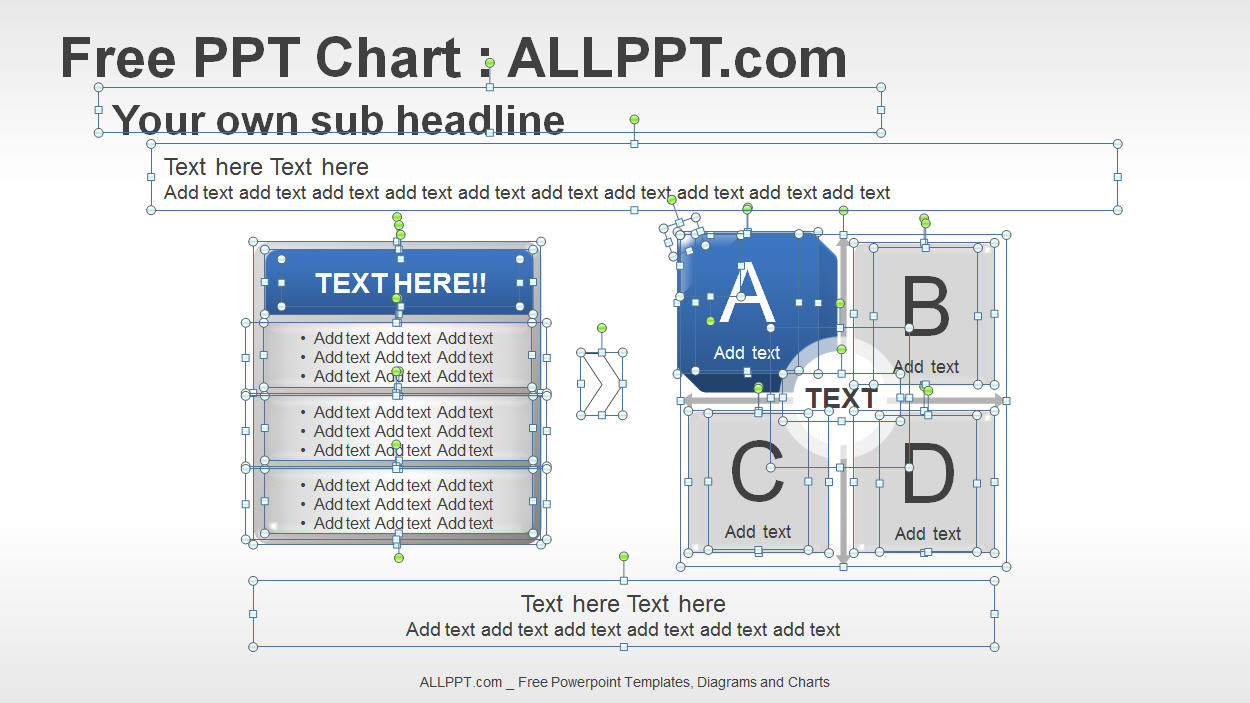 Free PPT Chart : ALLPPT.com
Your own sub headline
Text here Text here
Add text add text add text add text add text add text add text add text add text add text
TEXT HERE!!
• Add text Add text Add text
• Add text Add text Add text
• Add text Add text Add text
• Add text Add text Add text
• Add text Add text Add text
• Add text Add text Add text
• Add text Add text Add text
• Add text Add text Add text
• Add text Add text Add text
A
Add text
B
Add text
TEXT
C
Add text
D
Add text
Text here Text here
Add text add text add text add text add text add text
ALLPPT.com _ Free Powerpoint Templates, Diagrams and Charts